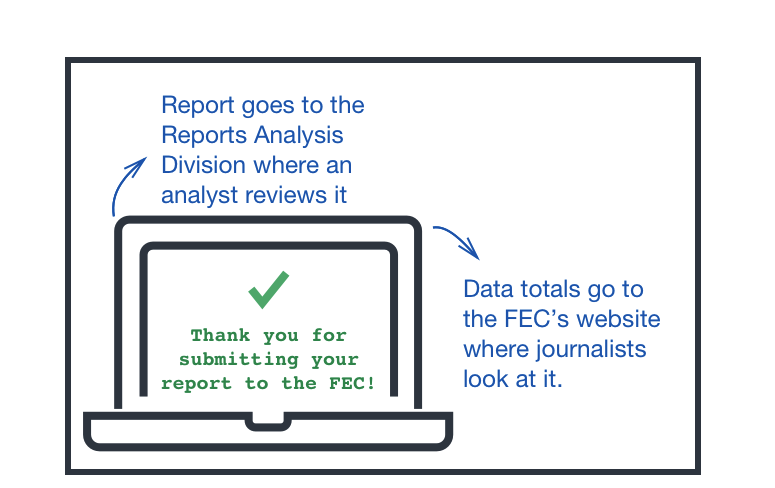 Report goes to the
Reports Analysis
Division where an
analyst reviews it
Thank you for
submitting your
report to the FEC!
Data totals go to
the FEC’s website
where journalists
look at it.